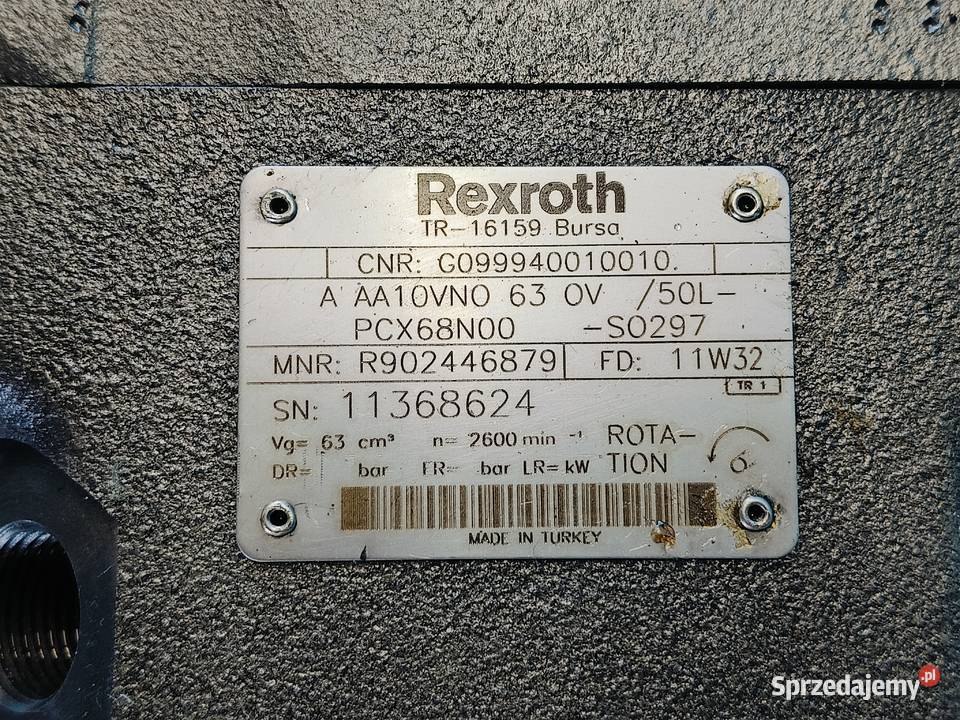 Rexroth
TR-16159 Bursa
CNR: G099940010010.
A AA10VNO 63 OV /50L-
PCX68N00 -S0297
MNR: R902446879 FD: 11W32
TR 1
SN: 11368624
Vg= 63 cm³ n= 2600 min -1 ROTA-
DR= bar FR= bar LR= kW TION
MADE IN TURKEY
Sprzedajemy.pl